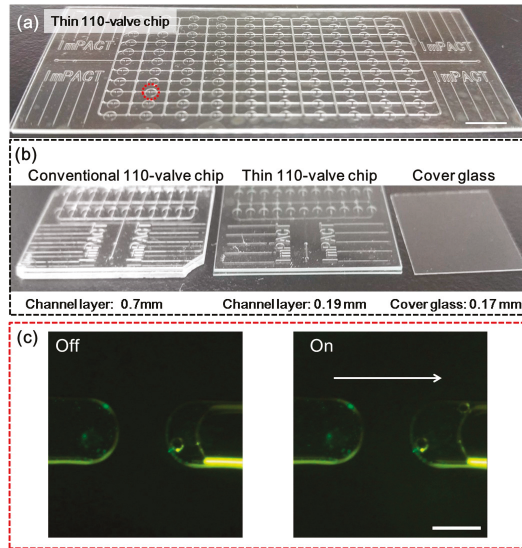 (a) Thin 110-valve chip
ImPACT ImPACT
ImPACT ImPACT
(b)
Conventional 110-valve chip Thin 110-valve chip Cover glass
ImPACT ImPACT ImPACT ImPACT
Channel layer: 0.7mm Channel layer: 0.19 mm Cover glass: 0.17 mm
(c)
Off On